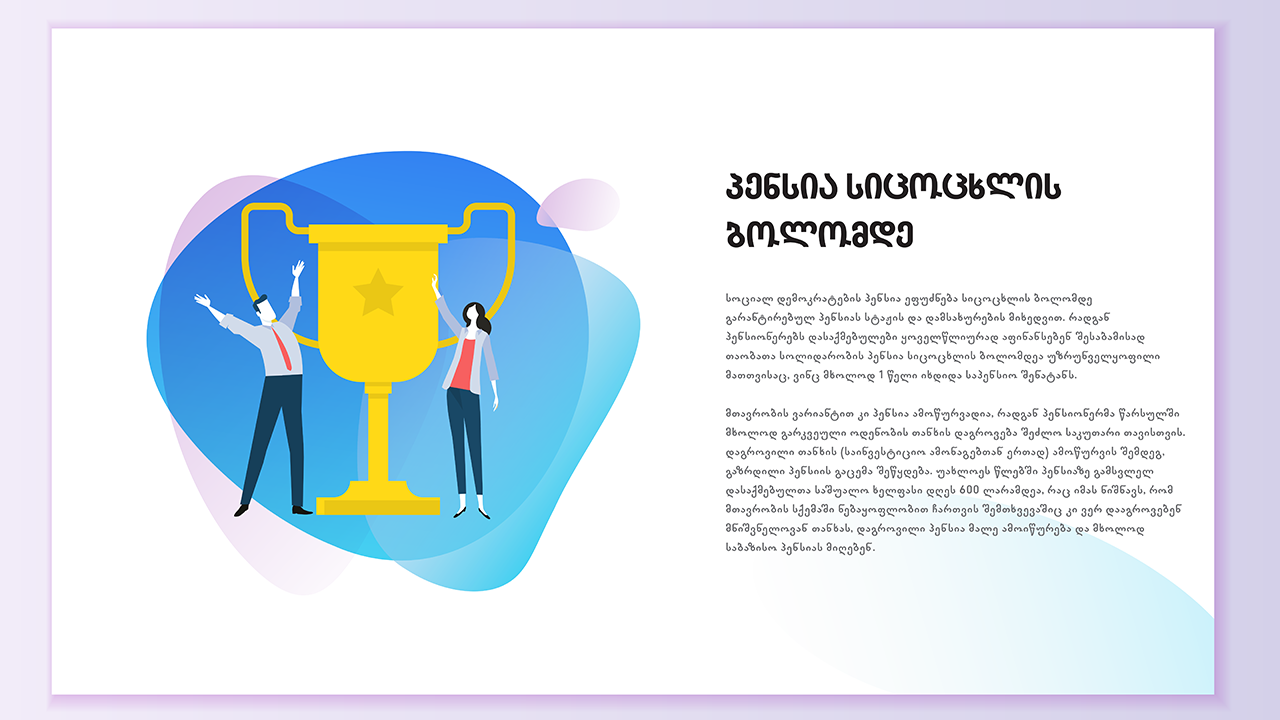 პენსია სიცოცხლის
ბოლომდე
სოციალ დემოკრატების პენსია ეფუძნება სიცოცხლის ბოლომდე
გარანტირებულ პენსიას სტაჟის და დამსახურების მიხედვით. რადგან
პენსიონერებს დასაქმებულები ყოველწლიურად აფინანსებენ შესაბამისად
თაობათა სოლიდარობის პენსია სიცოცხლის ბოლომდეა უზრუნველყოფილი
მათთვისაც, ვინც მხოლოდ 1 წელი იხდიდა საპენსიო შენატანს.
მთავრობის ვარიანტით კი პენსია ამოწურვადია, რადგან პენსიონერმა წარსულში
მხოლოდ გარკვეული ოდენობის თანხის დაგროვება შეძლო საკუთარი თავისთვის.
დაგროვილი თანხის (საინვესტიციო ამონაგებთან ერთად) ამოწურვის შემდეგ,
გაზრდილი პენსიის გაცემა შეწყდება. უახლოეს წლებში პენსიაზე გამსვლელ
დასაქმებულთა საშუალო ხელფასი დღეს 600 ლარამდეა, რაც იმას ნიშნავს, რომ
მთავრობის სქემაში ნებაყოფლობით ჩართვის შემთხვევაშიც კი ვერ დააგროვებენ
მნიშვნელოვან თანხას, დაგროვილი პენსია მალე ამოიწურება და მხოლოდ
საბაზისო პენსიას მიღებენ.